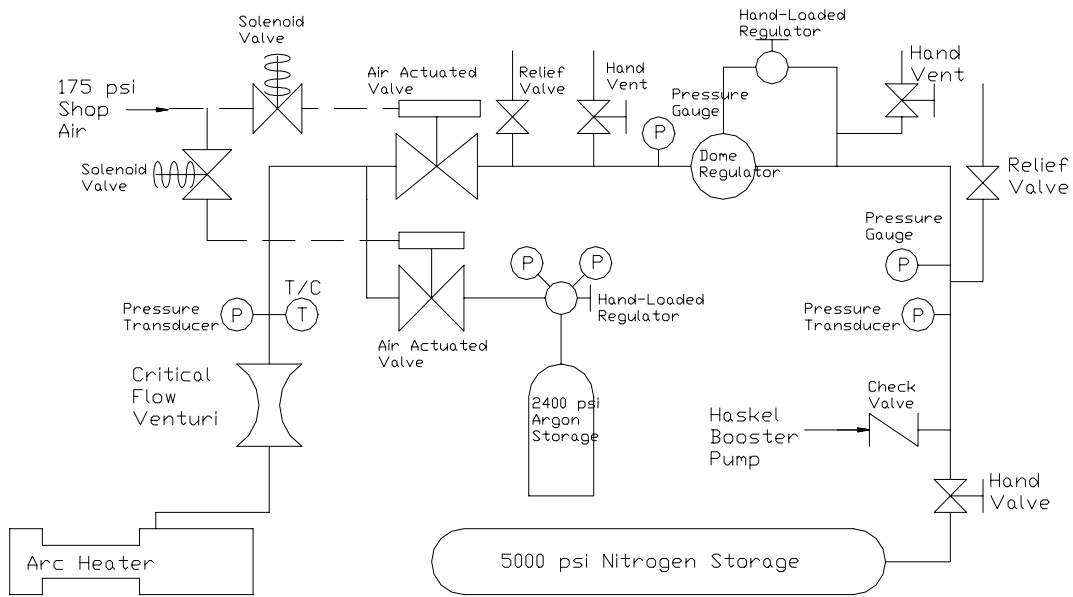 Solenoid
Valve
Hand-Loaded
Regulator
175 psi
Shop
Air
Air Actuated
Valve
Relief
Valve
Hand
Vent
Pressure
Gauge
P
Hand
Vent
Solenoid
Valve
Dome
Regulator
Relief
Valve
Pressure
Gauge
P
P
P
T/C
Pressure
Transducer
P
T
Hand-Loaded
Regulator
Pressure
Transducer
P
Air Actuated
Valve
Critical
Flow
Venturi
2400 psi
Argon
Storage
Check
Valve
Haskel
Booster
Pump
Hand
Valve
Arc Heater
5000 psi Nitrogen Storage